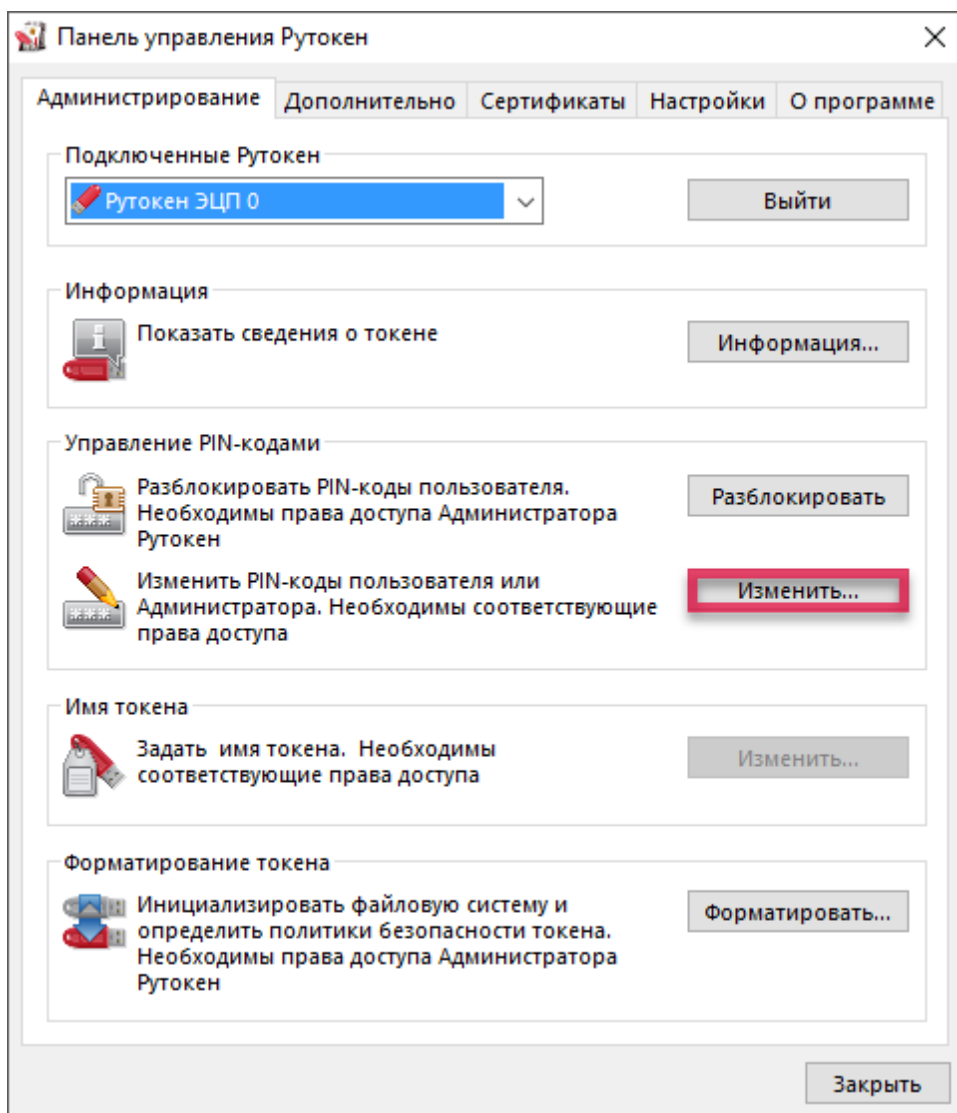 Панель управления Рутокен
Администрирование Дополнительно Сертификаты Настройки О программе
Подключенные Рутокен
Рутокен ЭЦП 0
Выйти
Информация
Показать сведения о токене
Информация...
Управление PIN-кодами
Разблокировать PIN-коды пользователя.
Необходимы права доступа Администратора
Рутокен
Разблокировать
Изменить PIN-коды пользователя или
Администратора. Необходимы соответствующие
права доступа
Изменить...
Имя токена
Задать имя токена. Необходимы
соответствующие права доступа
Изменить...
Форматирование токена
Инициализировать файловую систему и
определить политики безопасности токена.
Необходимы права доступа Администратора
Рутокен
Форматировать...
Закрыть